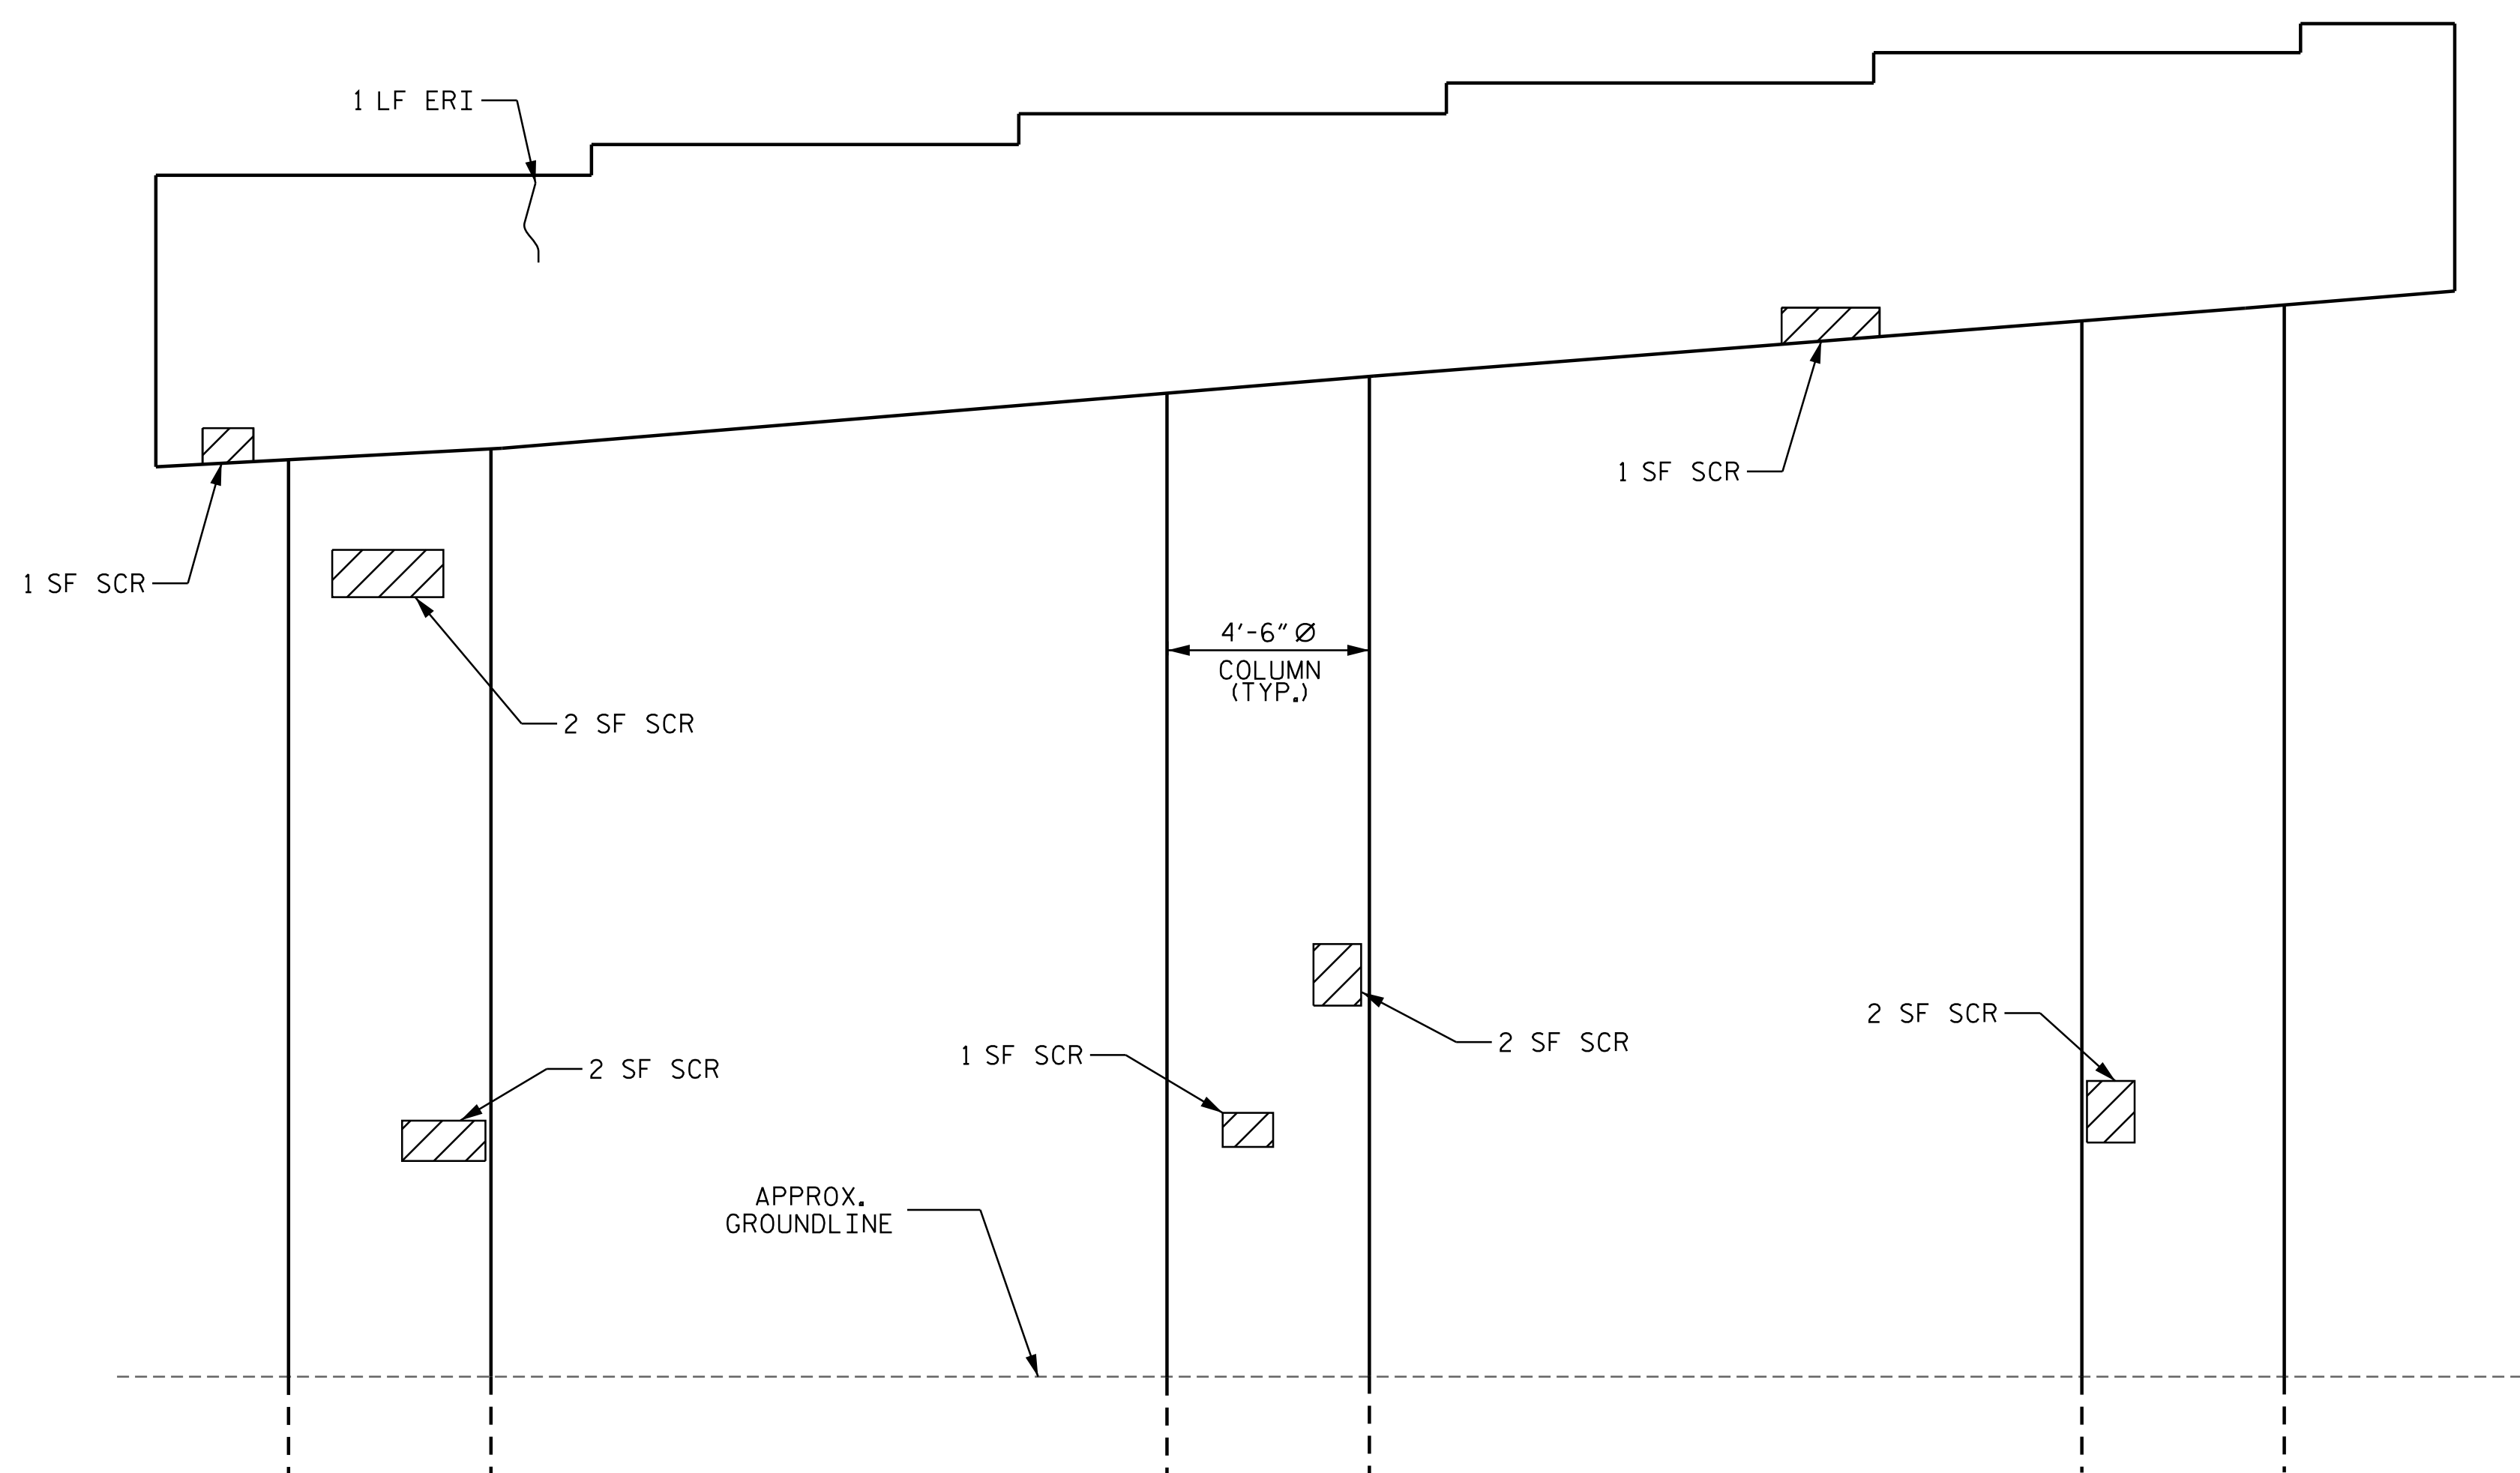 1 LF ERI
1 SF SCR
1 SF SCR
2 SF SCR
4'-6"Ø
COLUMN
(TYP.)
2 SF SCR
2 SF SCR
1 SF SCR
2 SF SCR
APPROX.
GROUNDLINE